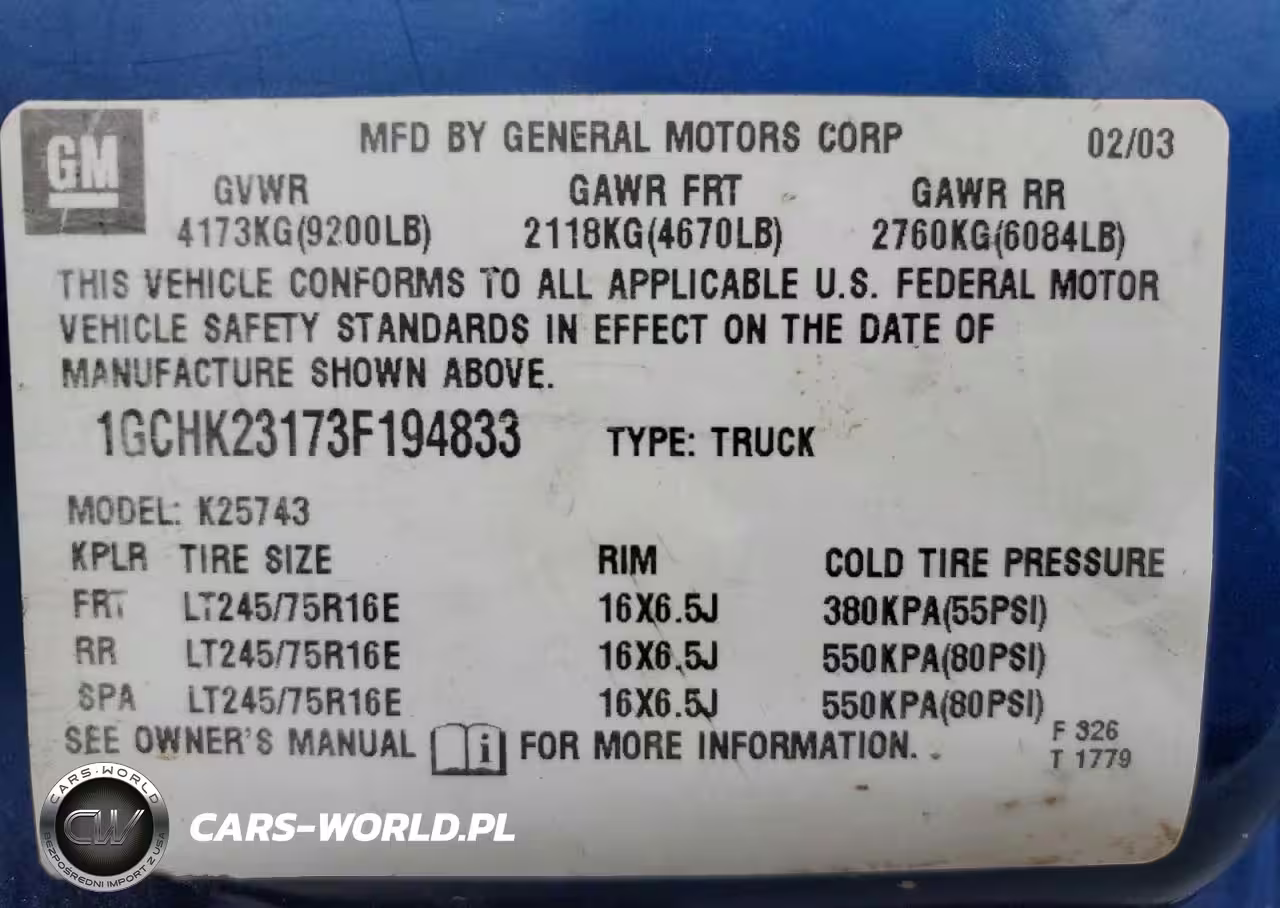 GM
MFD BY GENERAL MOTORS CORP 02/03
GVWR GAWR FRT GAWR RR
4173KG(9200LB) 2118KG(4670LB) 2760KG(6084LB)
THIS VEHICLE CONFORMS TO ALL APPLICABLE U.S. FEDERAL MOTOR
VEHICLE SAFETY STANDARDS IN EFFECT ON THE DATE OF
MANUFACTURE SHOWN ABOVE.
1GCHK23173F194833 TYPE: TRUCK
MODEL: K25743
KPLR TIRE SIZE RIM COLD TIRE PRESSURE
FRT LT245/75R16E 16X6.5J 380KPA(55PSI)
RR LT245/75R16E 16X6.5J 550KPA(80PSI)
SPA LT245/75R16E 16X6.5J 550KPA(80PSI)
SEE OWNER'S MANUAL i FOR MORE INFORMATION.
F 326
T 1779
CARS-WORLD
CW
BEZPOŚREDNI IMPORT Z USA
CARS-WORLD.PL